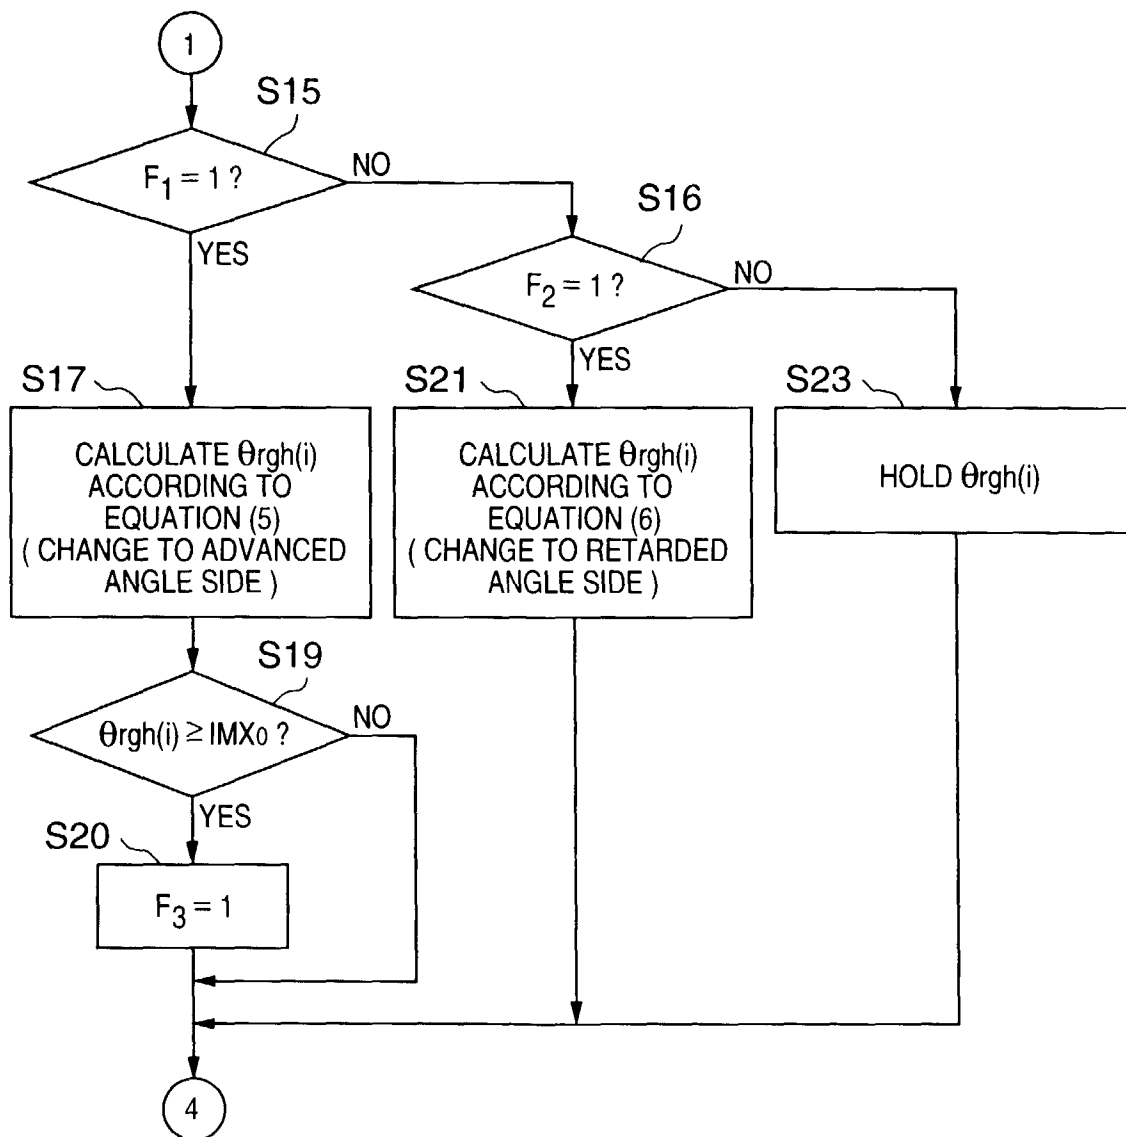 1
S15
F1 = 1 ?
NO
YES
S16
F2 = 1 ?
NO
YES
S17
CALCULATE θrgh(i)
ACCORDING TO
EQUATION (5)
( CHANGE TO ADVANCED
ANGLE SIDE )
S21
CALCULATE θrgh(i)
ACCORDING TO
EQUATION (6)
( CHANGE TO RETARDED
ANGLE SIDE )
S23
HOLD θrgh(i)
S19
θrgh(i) ≧ IMX0 ?
NO
YES
S20
F3 = 1
4